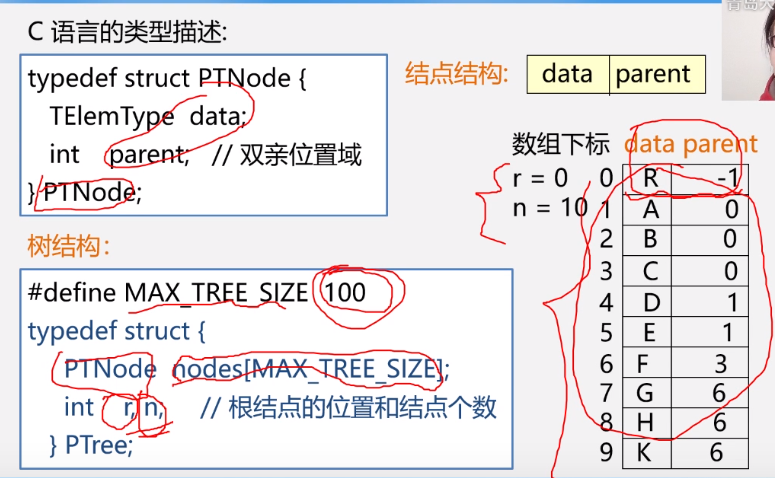 C 语言的类型描述:
typedef struct PTNode {
TElemType data;
int parent; // 双亲位置域
} PTNode;
树结构:
#define MAX_TREE_SIZE 100
typedef struct {
PTNode nodes[MAX_TREE_SIZE];
int r, n; // 根结点的位置和结点个数
} PTree;
结点结构: data parent
数组下标 data parent
r = 0 0 R -1
n = 10 1 A 0
2 B 0
3 C 0
4 D 1
5 E 1
6 F 3
7 G 6
8 H 6
9 K 6